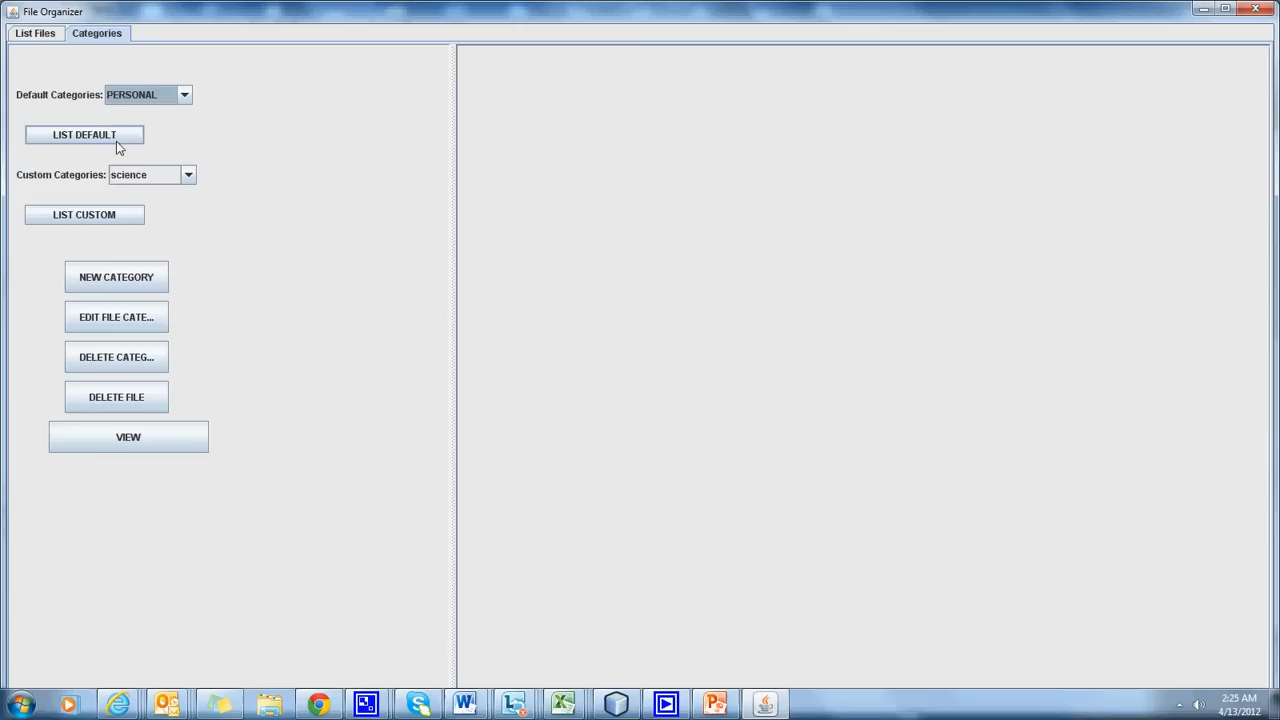 File Organizer
List Files Categories
Default Categories: PERSONAL
LIST DEFAULT
Custom Categories: science
LIST CUSTOM
NEW CATEGORY
EDIT FILE CATE...
DELETE CATEG...
DELETE FILE
VIEW
2:25 AM
4/13/2012